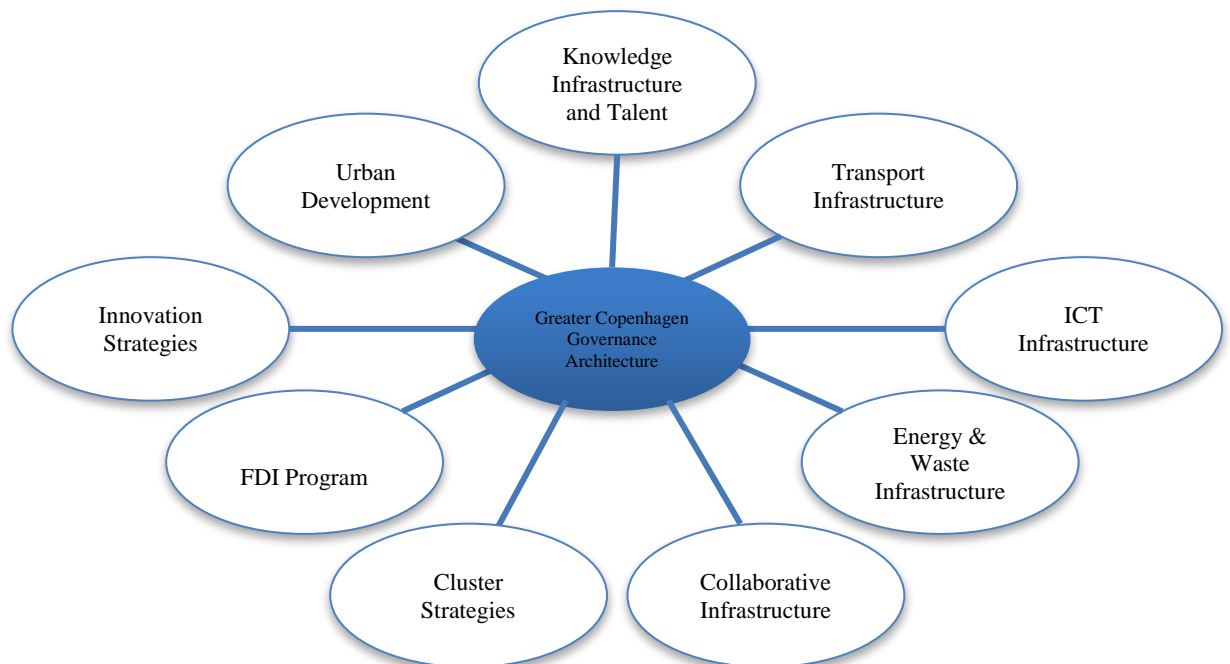 Knowledge
Infrastructure
and Talent
Urban
Development
Transport
Infrastructure
Innovation
Strategies
Greater Copenhagen
Governance
Architecture
ICT
Infrastructure
FDI Program
Energy &
Waste
Infrastructure
Cluster
Strategies
Collaborative
Infrastructure